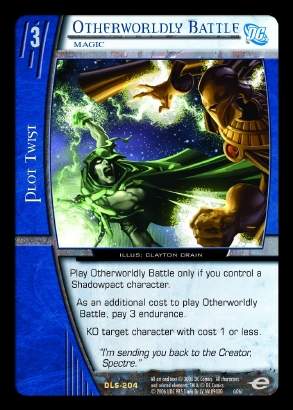 3
OTHERWORLDLY BATTLE
MAGIC
DC
PLOT TWIST
ILLUS: CLAYTON CRAIN
Play Otherworldly Battle only if you control a
Shadowpact character.
As an additional cost to play Otherworldly
Battle, pay 3 endurance.
KO target character with cost 1 or less.
"I'm sending you back to the Creator,
Spectre."
DLS-204